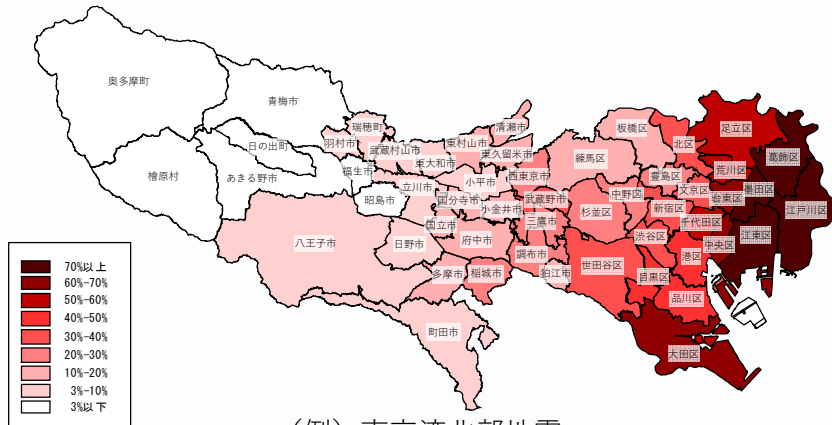 奥多摩町
青梅市
瑞穂町
清瀬市
板橋区
足立区
羽村市
日の出町
武蔵村山市
東村山市
東久留米市
北区
葛飾区
東大和市
練馬区
荒川区
檜原村
あきる野市
福生市
昭島市
立川市
小平市
西東京市
豊島区
文京区
台東区
墨田区
国分寺市
小金井市
武蔵野市
中野区
杉並区
新宿区
千代田区
江戸川区
国立市
三鷹市
渋谷区
中央区
江東区
八王子市
日野市
府中市
調布市
狛江市
世田谷区
目黒区
港区
多摩市
稲城市
品川区
町田市
大田区
70%以上
60%-70%
50%-60%
40%-50%
30%-40%
20%-30%
10%-20%
3%-10%
3%以下
(例)東京湾北部地震